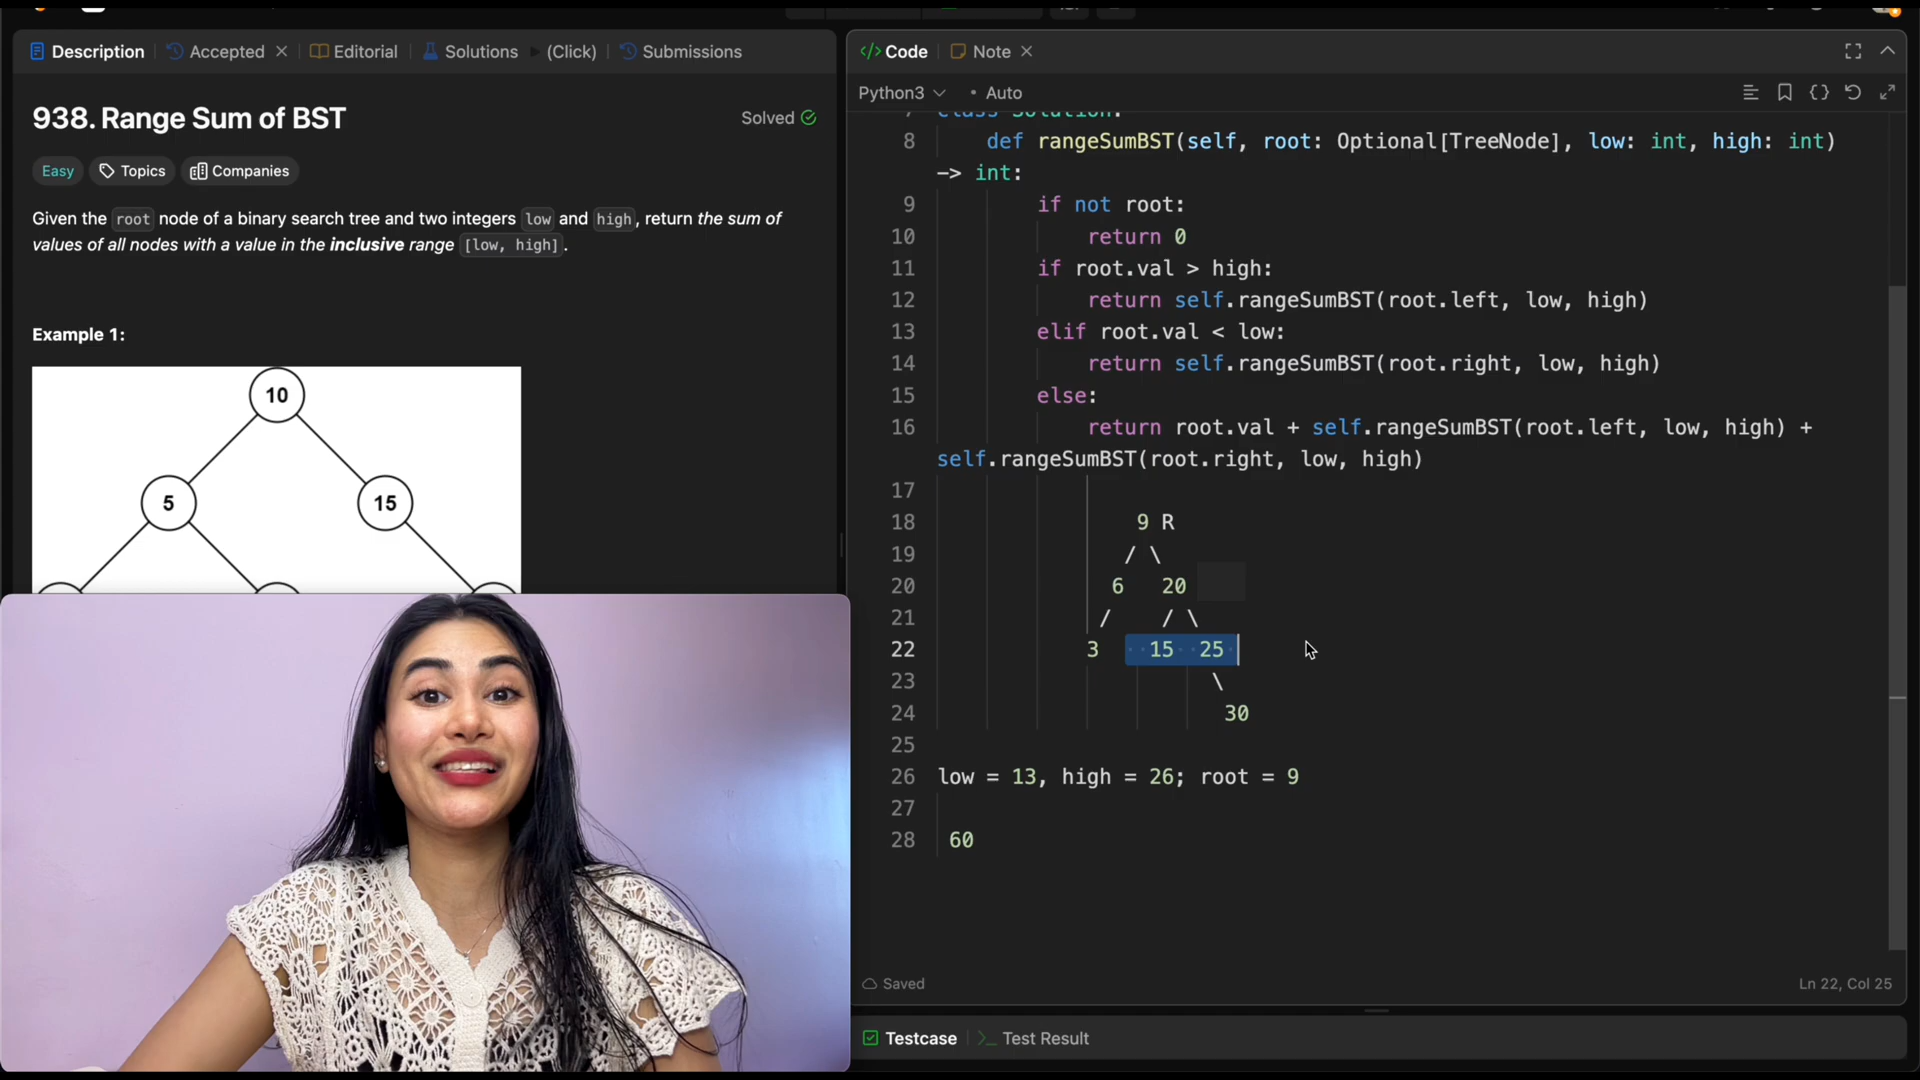 Description
Accepted
Editorial
Solutions
(Click)
Submissions
938. Range Sum of BST
Solved
Easy
Topics
Companies
Given the root node of a binary search tree and two integers low and high, return the sum of
values of all nodes with a value in the inclusive range [low, high].
Example 1:
10
5
15
</> Code
Note
Python3
• Auto
class Solution:
8 def rangeSumBST(self, root: Optional[TreeNode], low: int, high: int)
-> int:
9 if not root:
10 return 0
11 if root.val > high:
12 return self.rangeSumBST(root.left, low, high)
13 elif root.val < low:
14 return self.rangeSumBST(root.right, low, high)
15 else:
16 return root.val + self.rangeSumBST(root.left, low, high) +
self.rangeSumBST(root.right, low, high)
17
18 9 R
19 / \
20 6 20
21 / / \
22 3 15 25
23 \
24 30
25
26 low = 13, high = 26; root = 9
27
28 60
Saved
Ln 22, Col 25
Testcase
Test Result